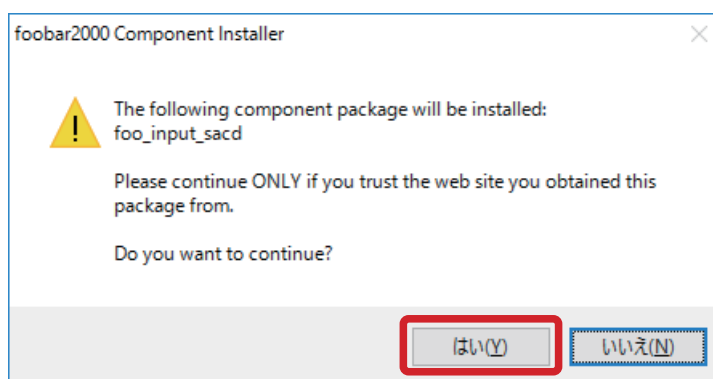 foobar2000 Component Installer
The following component package will be installed:
foo_input_sacd
Please continue ONLY if you trust the web site you obtained this
package from.
Do you want to continue?
はい(Y)
いいえ(N)